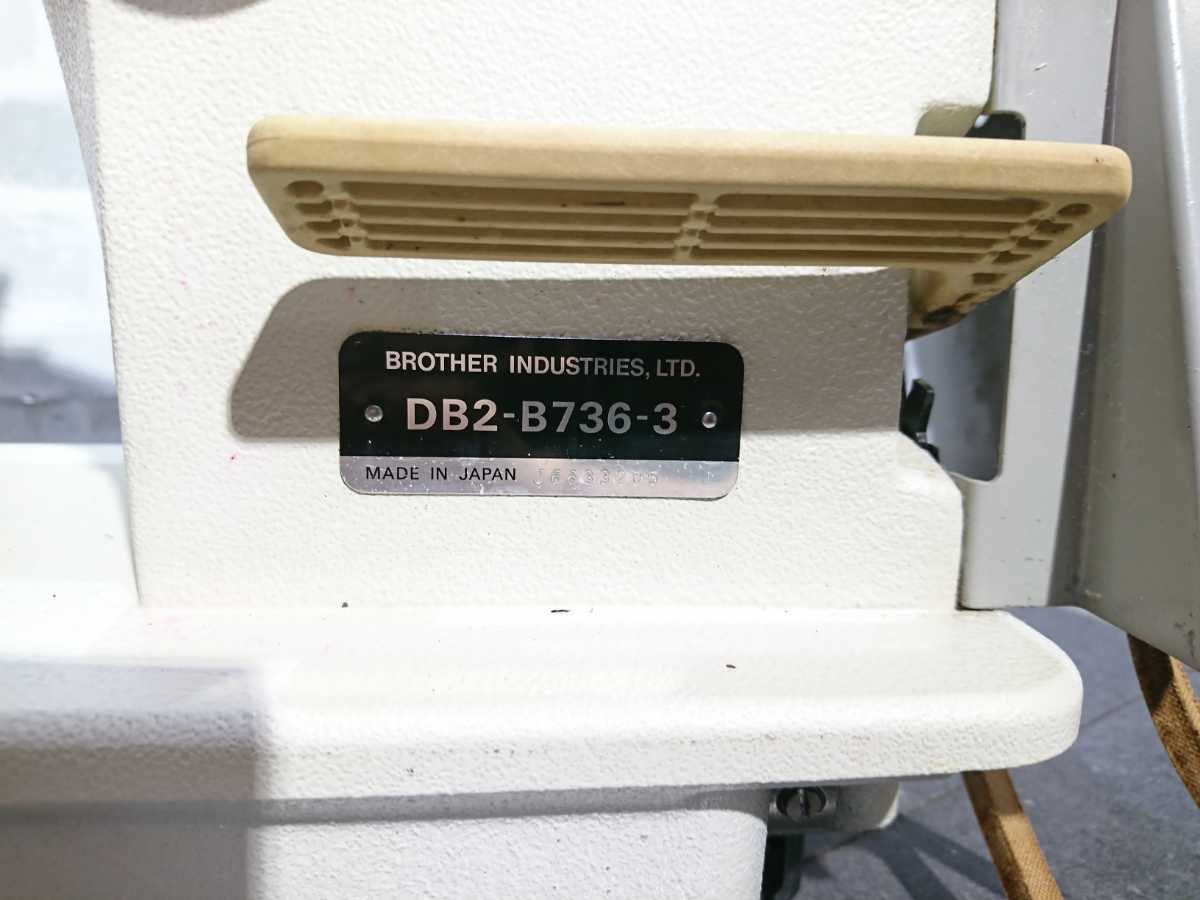 BROTHER INDUSTRIES, LTD.
DB2-B736-3
MADE IN JAPAN